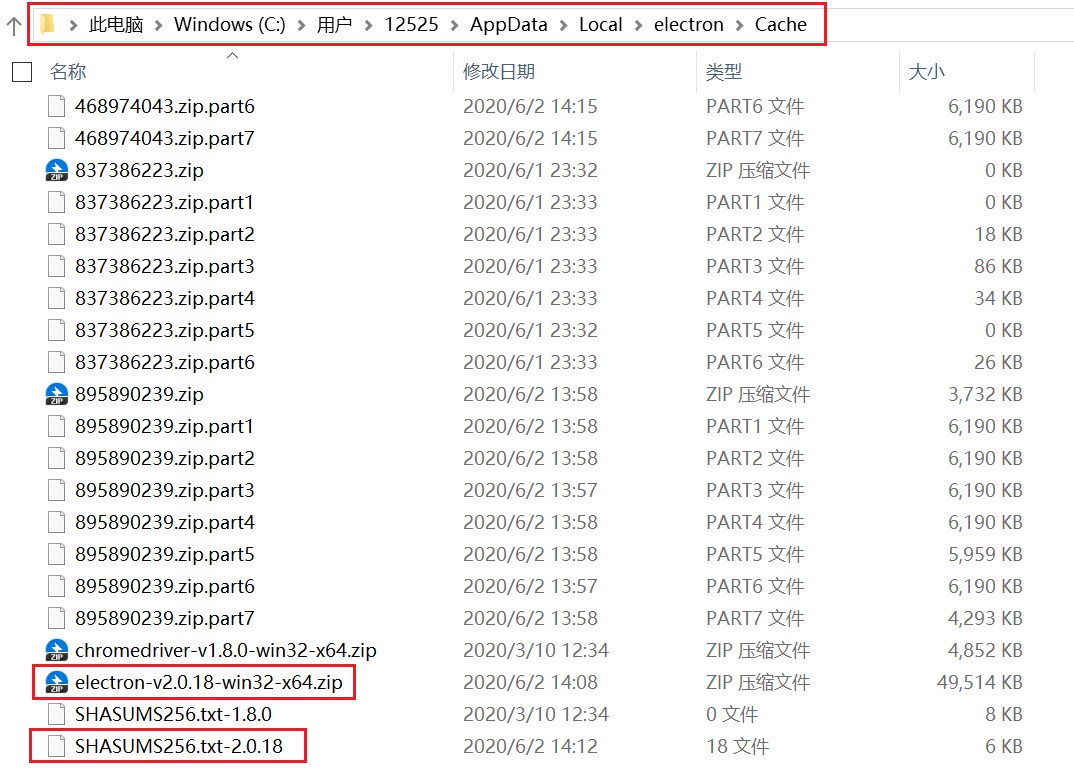 此电脑 > Windows (C:) > 用户 > 12525 > AppData > Local > electron > Cache
名称 修改日期 类型 大小
468974043.zip.part6 2020/6/2 14:15 PART6 文件 6,190 KB
468974043.zip.part7 2020/6/2 14:15 PART7 文件 6,190 KB
837386223.zip 2020/6/1 23:32 ZIP 压缩文件 0 KB
837386223.zip.part1 2020/6/1 23:33 PART1 文件 0 KB
837386223.zip.part2 2020/6/1 23:33 PART2 文件 18 KB
837386223.zip.part3 2020/6/1 23:33 PART3 文件 86 KB
837386223.zip.part4 2020/6/1 23:33 PART4 文件 34 KB
837386223.zip.part5 2020/6/1 23:32 PART5 文件 0 KB
837386223.zip.part6 2020/6/1 23:33 PART6 文件 26 KB
895890239.zip 2020/6/2 13:58 ZIP 压缩文件 3,732 KB
895890239.zip.part1 2020/6/2 13:58 PART1 文件 6,190 KB
895890239.zip.part2 2020/6/2 13:58 PART2 文件 6,190 KB
895890239.zip.part3 2020/6/2 13:57 PART3 文件 6,190 KB
895890239.zip.part4 2020/6/2 13:58 PART4 文件 6,190 KB
895890239.zip.part5 2020/6/2 13:58 PART5 文件 5,959 KB
895890239.zip.part6 2020/6/2 13:57 PART6 文件 6,190 KB
895890239.zip.part7 2020/6/2 13:58 PART7 文件 4,293 KB
chromedriver-v1.8.0-win32-x64.zip 2020/3/10 12:34 ZIP 压缩文件 4,852 KB
electron-v2.0.18-win32-x64.zip 2020/6/2 14:08 ZIP 压缩文件 49,514 KB
SHASUMS256.txt-1.8.0 2020/3/10 12:34 0 文件 8 KB
SHASUMS256.txt-2.0.18 2020/6/2 14:12 18 文件 6 KB